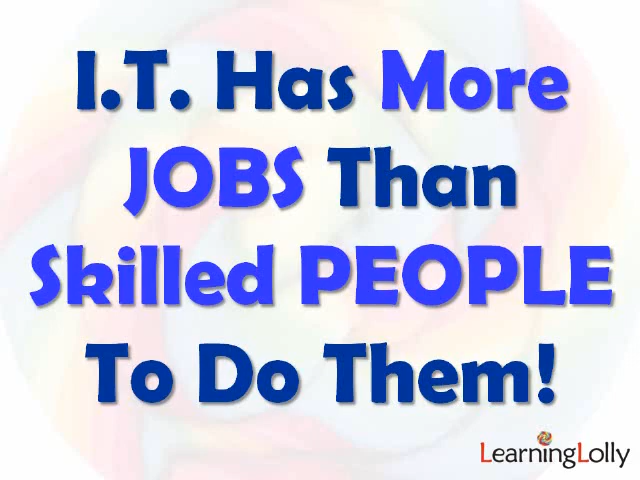 I.T. Has More
JOBS Than
Skilled PEOPLE
To Do Them!
LearningLolly